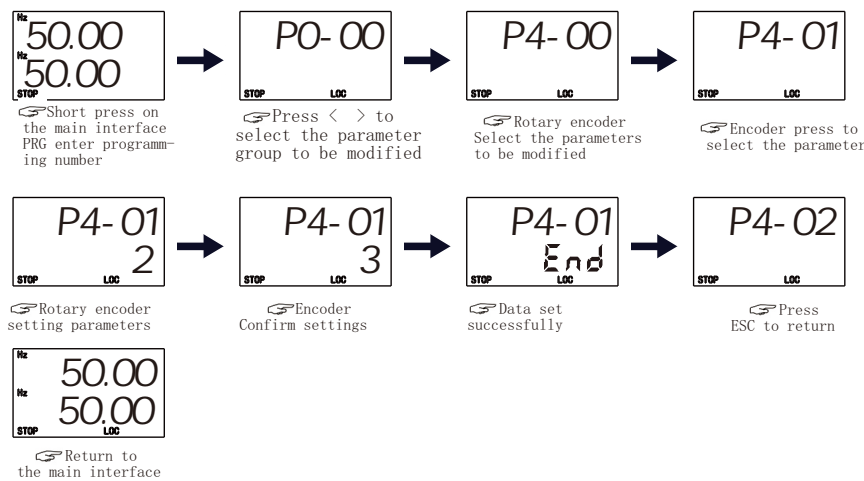 Hz
50.00
Hz
50.00
STOP
☞Short press on
the main interface
PRG enter programm-
ing number
P0-00
STOP LOC
☞Press < > to
select the parameter
group to be modified
P4-00
STOP LOC
☞Rotary encoder
Select the parameters
to be modified
P4-01
STOP LOC
☞Encoder press to
select the parameter
P4-01
2
STOP LOC
☞Rotary encoder
setting parameters
P4-01
3
STOP LOC
☞Encoder
Confirm settings
P4-01
End
STOP LOC
☞Data set
successfully
P4-02
STOP LOC
☞Press
ESC to return
Hz
50.00
Hz
50.00
STOP LOC
☞Return to
the main interface